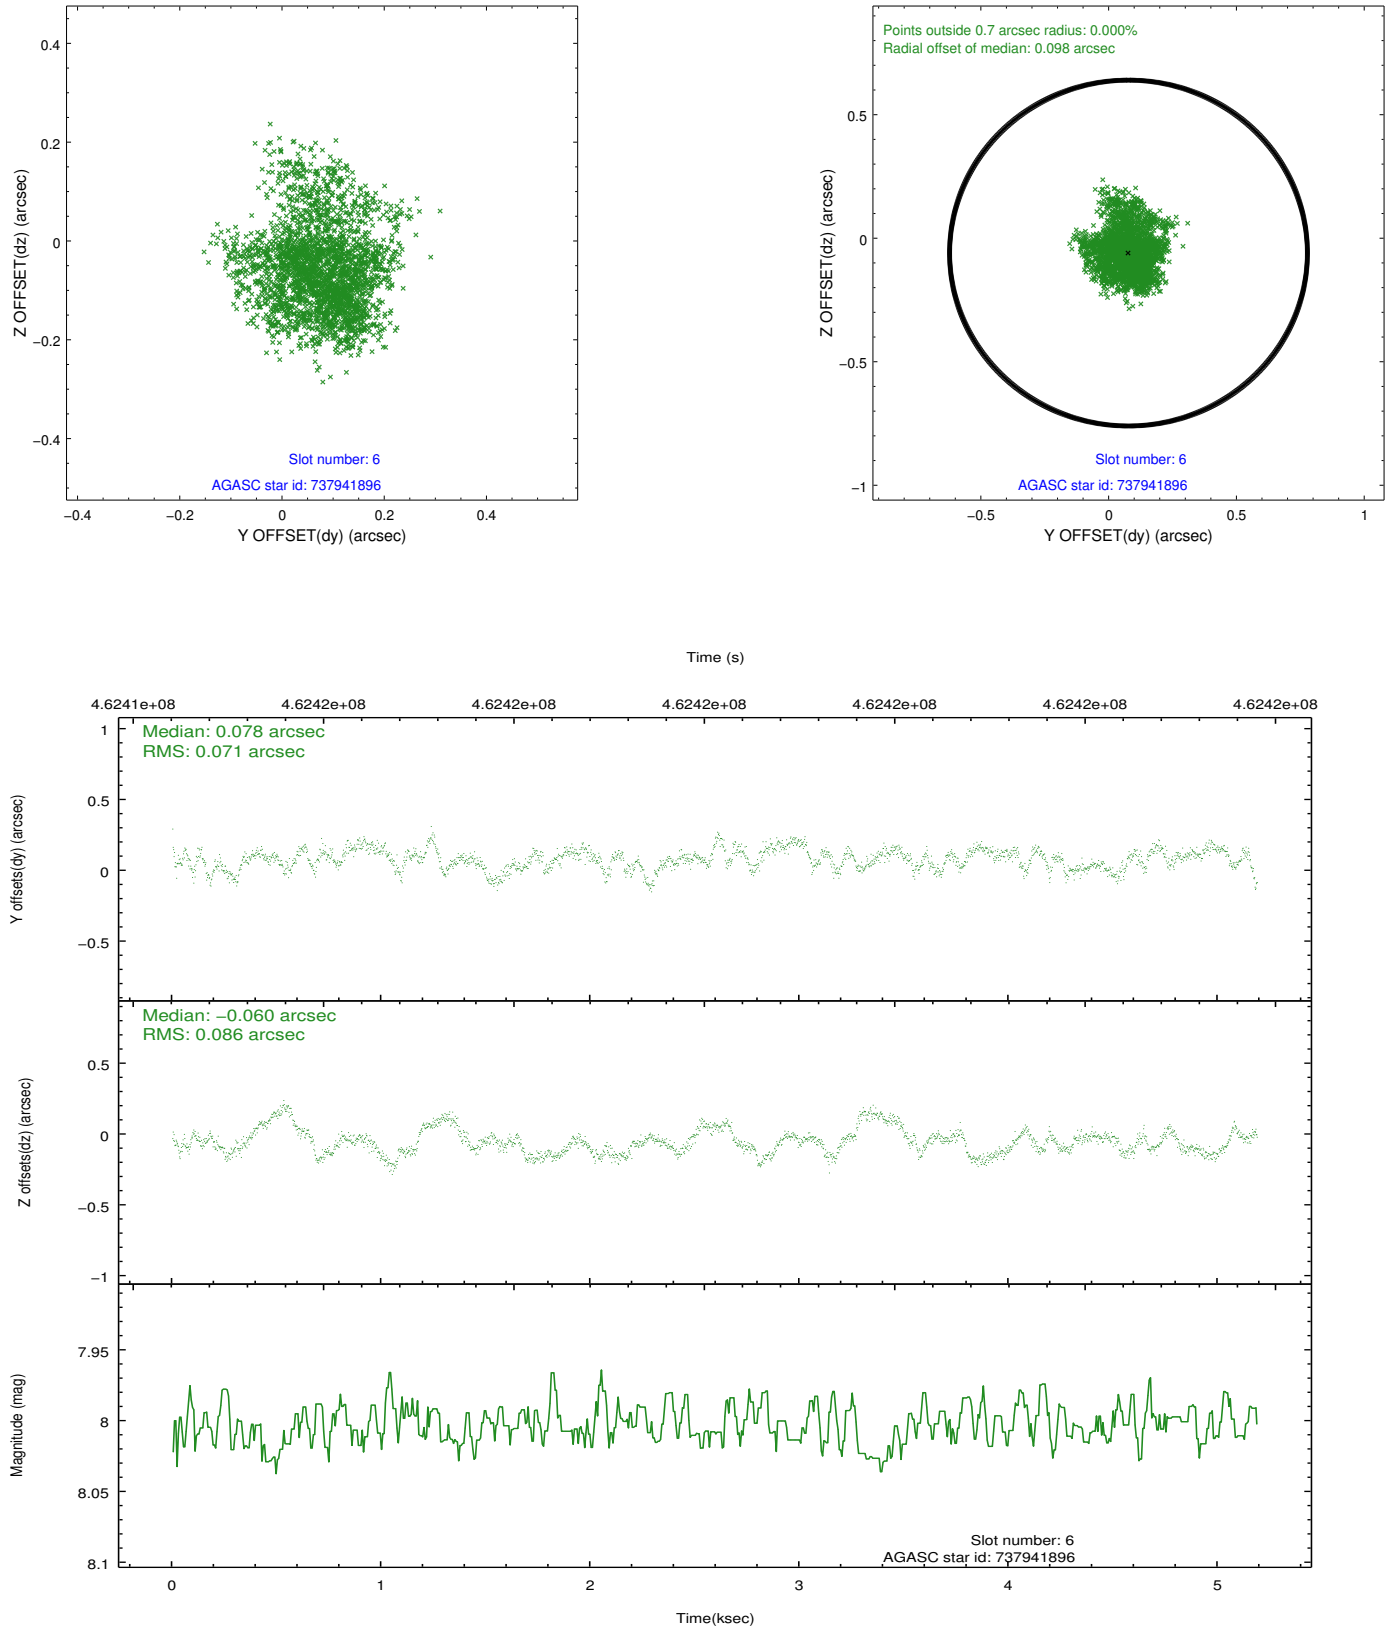 0.4
0.2
0
−0.2
−0.4
Z OFFSET(dz) (arcsec)
Slot number: 6
AGASC star id: 737941896
−0.4
−0.2
0
0.2
0.4
Y OFFSET(dy) (arcsec)
Points outside 0.7 arcsec radius: 0.000%
Radial offset of median: 0.098 arcsec
0.5
0
−0.5
−1
Z OFFSET(dz) (arcsec)
Slot number: 6
AGASC star id: 737941896
−0.5
0
0.5
1
Y OFFSET(dy) (arcsec)
Time (s)
4.6241e+08
4.6242e+08
4.6242e+08
4.6242e+08
4.6242e+08
4.6242e+08
4.6242e+08
Median: 0.078 arcsec
RMS: 0.071 arcsec
1
0.5
0
−0.5
Y offsets(dy) (arcsec)
Median: −0.060 arcsec
RMS: 0.086 arcsec
0.5
0
−0.5
−1
Z offsets(dz) (arcsec)
7.95
8
8.05
8.1
Magnitude (mag)
Slot number: 6
AGASC star id: 737941896
0
1
2
3
4
5
Time(ksec)